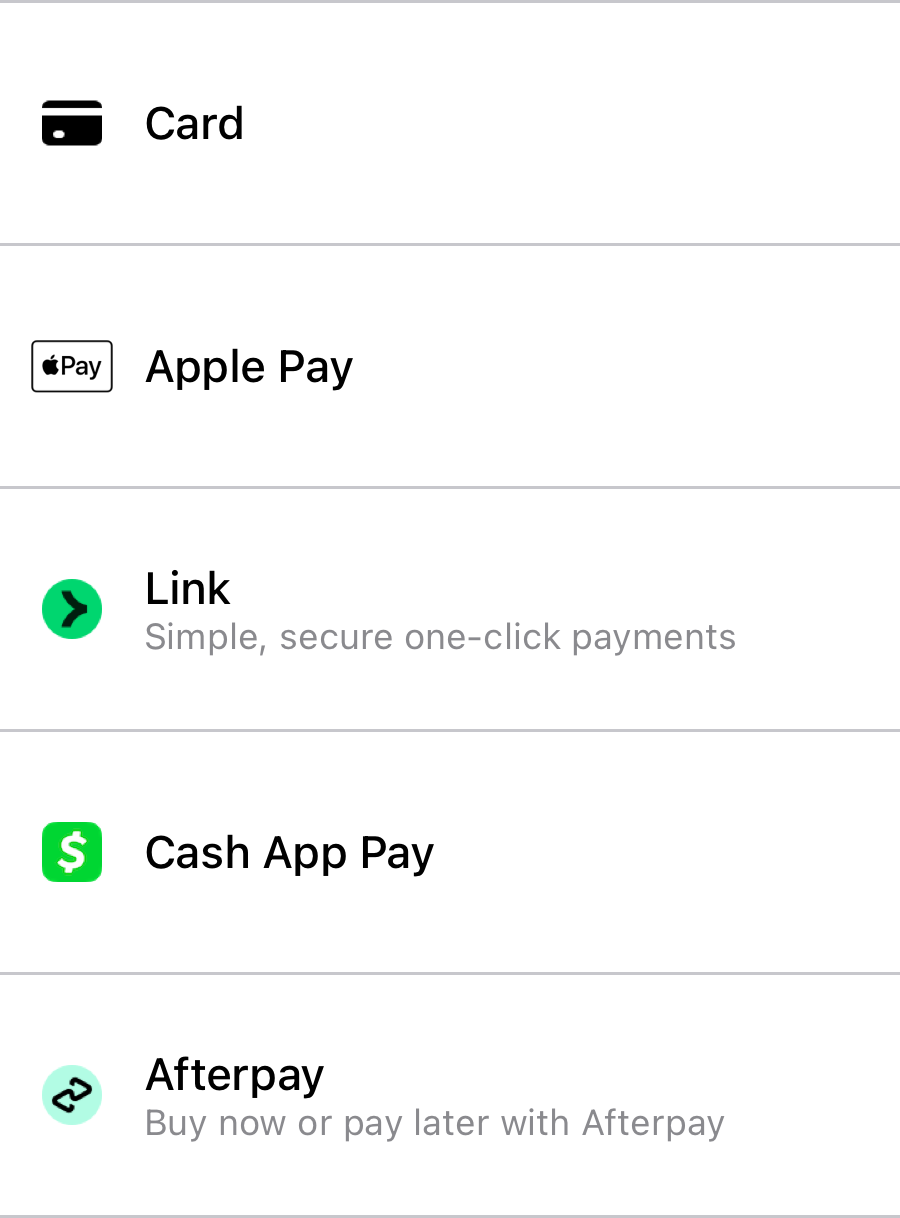 Card
Pay
Apple Pay
Link
Simple, secure one-click payments
$
Cash App Pay
Afterpay
Buy now or pay later with Afterpay